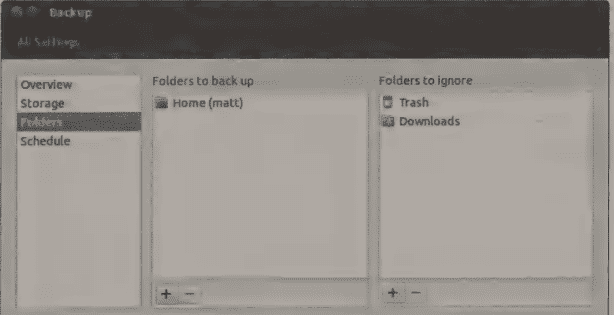 Backup
All Settings
Overview
Storage
Folders
Schedule
Folders to back up
Home (matt)
Folders to ignore
Trash
Downloads